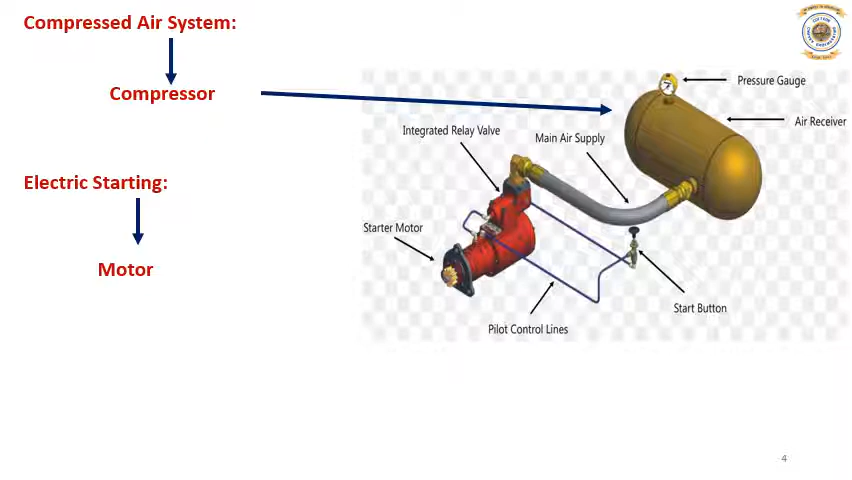 Compressed Air System:
Compressor
Electric Starting:
Motor
Pressure Gauge
Air Receiver
Integrated Relay Valve
Main Air Supply
Starter Motor
Start Button
Pilot Control Lines
4